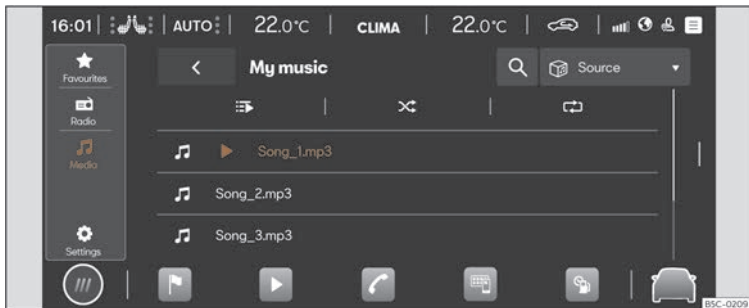 16:01 AUTO 22.0°C CLIMA 22.0°C
Favourites
My music
Source
Radio
Media
Song_1.mp3
Song_2.mp3
Song_3.mp3
Settings
B5C-0209